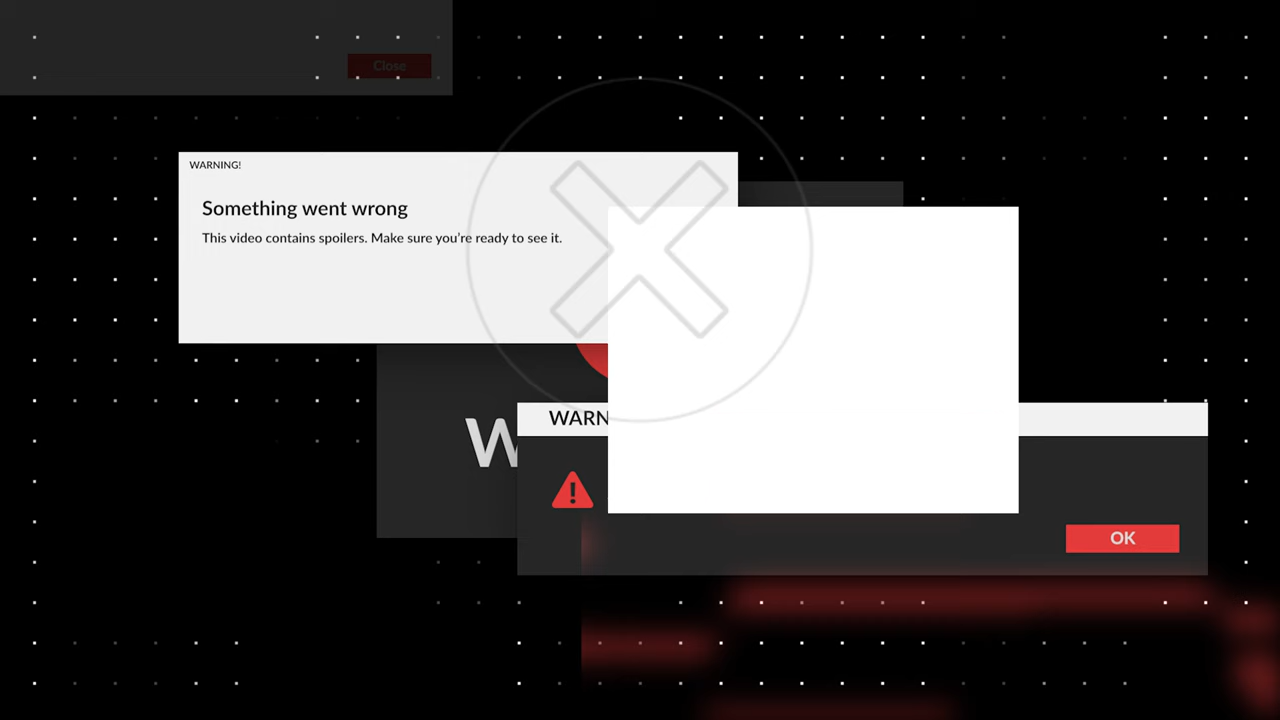 Close
WARNING!
Something went wrong
This video contains spoilers. Make sure you're ready to see it.
WARN
W
OK